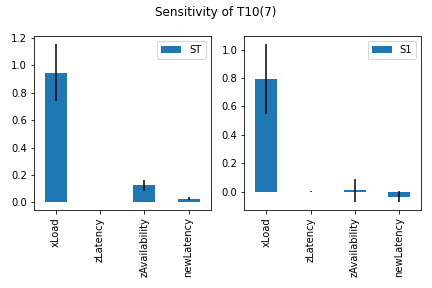 Sensitivity of T10(7)
1.2
1.0
0.8
0.6
0.4
0.2
0.0
ST
xLoad
zLatency
zAvailability
newLatency
1.0
0.8
0.6
0.4
0.2
0.0
S1
xLoad
zLatency
zAvailability
newLatency